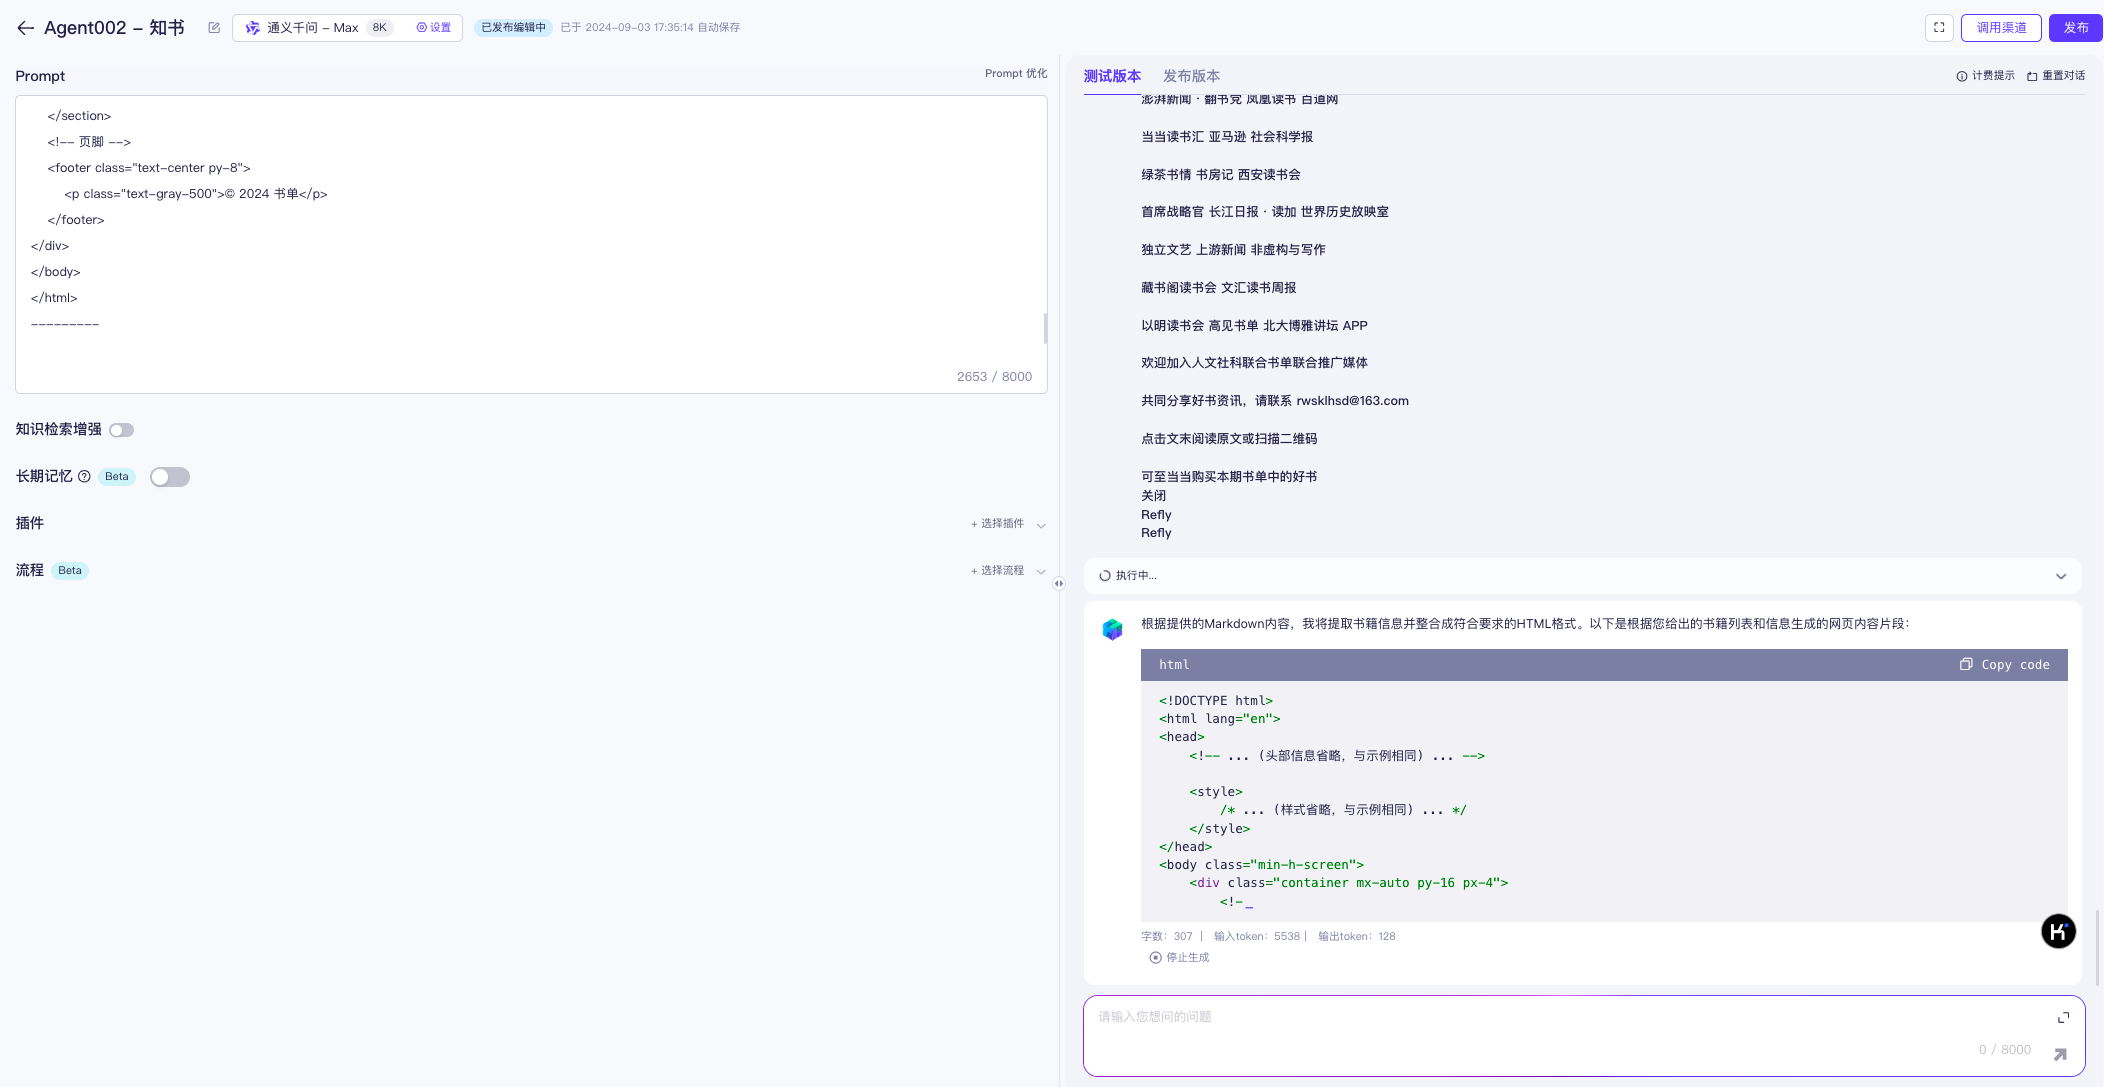 Agent002 - 知书
通义千问 - Max 8K 设置
已发布编辑中 已于 2024-09-03 17:35:14 自动保存
调用渠道
发布
Prompt
Prompt 优化
</section>
<!-- 页脚 -->
<footer class="text-center py-8">
<p class="text-gray-500">© 2024 书单</p>
</footer>
</div>
</body>
</html>
---------
2653 / 8000
知识检索增强
长期记忆 Beta
插件
+ 选择插件
流程 Beta
+ 选择流程
测试版本 发布版本
计费提示 重置对话
澎湃新闻 · 翻书党 凤凰读书 百道网
当当读书汇 亚马逊 社会科学报
绿茶书情 书房记 西安读书会
首席战略官 长江日报 · 读加 世界历史放映室
独立文艺 上游新闻 非虚构与写作
藏书阁读书会 文汇读书周报
以明读书会 高见书单 北大博雅讲坛 APP
欢迎加入人文社科联合书单联合推广媒体
共同分享好书资讯，请联系 rwsklhsd@163.com
点击文末阅读原文或扫描二维码
可至当当购买本期书单中的好书
关闭
Refly
Refly
执行中...
根据提供的Markdown内容，我将提取书籍信息并整合成符合要求的HTML格式。以下是根据您给出的书籍列表和信息生成的网页内容片段：
html
Copy code
<!DOCTYPE html>
<html lang="en">
<head>
<!-- ... (头部信息省略，与示例相同) ... -->
<style>
/* ... (样式省略，与示例相同) ... */
</style>
</head>
<body class="min-h-screen">
<div class="container mx-auto py-16 px-4">
<!-_
字数：307 | 输入token：5538 | 输出token：128
停止生成
请输入您想问的问题
0 / 8000